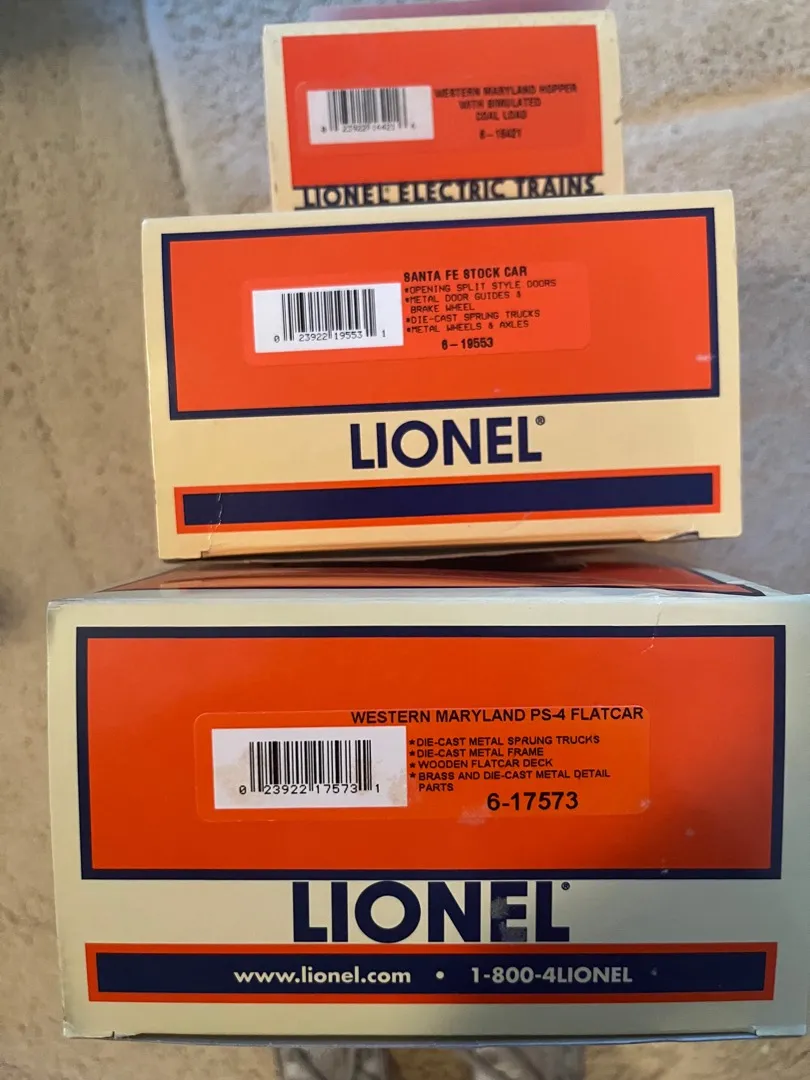 WESTERN MARYLAND HOPPER
WITH SIMULATED
COAL LOAD
6-16421
LIONEL® ELECTRIC TRAINS
SANTA FE STOCK CAR
*OPENING SPLIT STYLE DOORS
*METAL DOOR GUIDES &
BRAKE WHEEL
*DIE-CAST SPRUNG TRUCKS
*METAL WHEELS & AXLES
6-19553
0 23922 19553 1
LIONEL®
WESTERN MARYLAND PS-4 FLATCAR
*DIE-CAST METAL SPRUNG TRUCKS
*DIE-CAST METAL FRAME
*WOODEN FLATCAR DECK
*BRASS AND DIE-CAST METAL DETAIL
PARTS
6-17573
0 23922 17573 1
LIONEL®
www.lionel.com • 1-800-4LIONEL